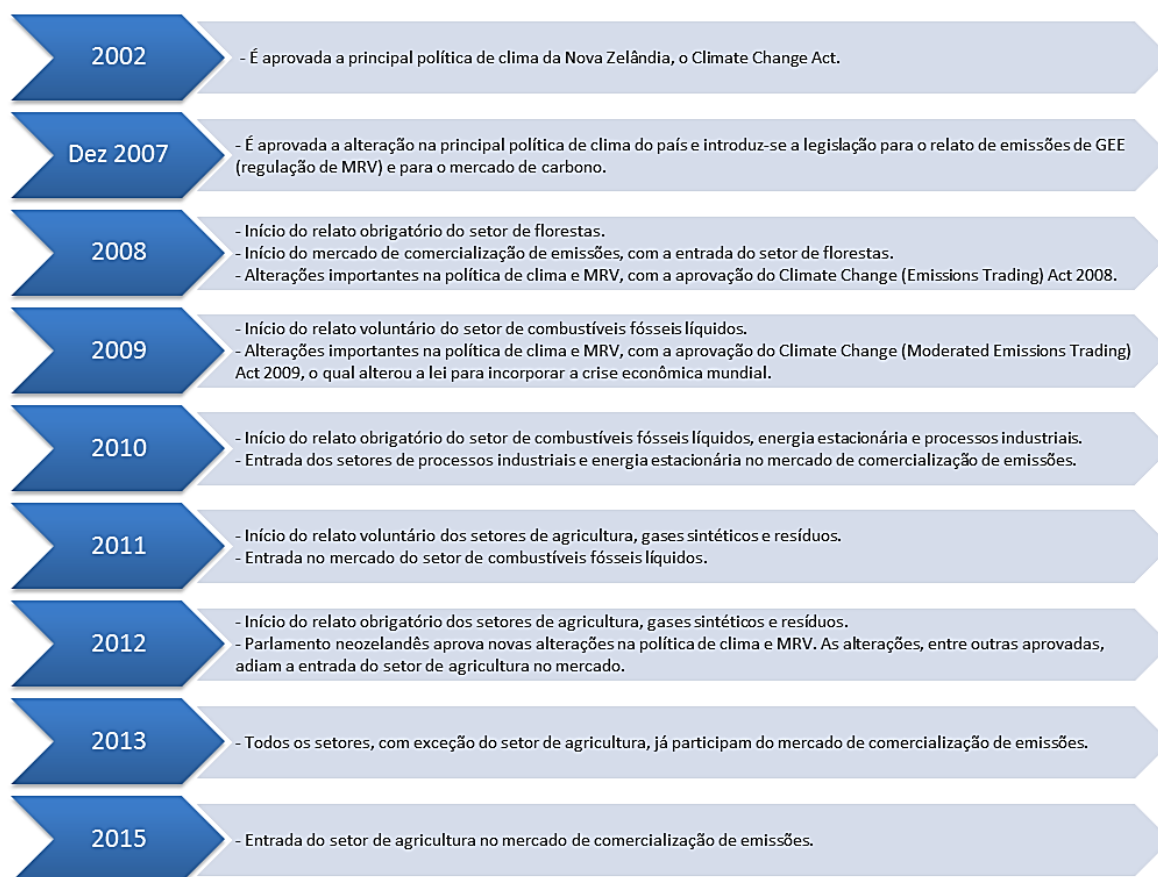 2002
- É aprovada a principal política de clima da Nova Zelândia, o Climate Change Act.
Dez 2007
- É aprovada a alteração na principal política de clima do país e introduz-se a legislação para o relato de emissões de GEE
(regulação de MRV) e para o mercado de carbono.
2008
- Início do relato obrigatório do setor de florestas.
- Início do mercado de comercialização de emissões, com a entrada do setor de florestas.
- Alterações importantes na política de clima e MRV, com a aprovação do Climate Change (Emissions Trading) Act 2008.
2009
- Início do relato voluntário do setor de combustíveis fósseis líquidos.
- Alterações importantes na política de clima e MRV, com a aprovação do Climate Change (Moderated Emissions Trading)
Act 2009, o qual alterou a lei para incorporar a crise econômica mundial.
2010
- Início do relato obrigatório do setor de combustíveis fósseis líquidos, energia estacionária e processos industriais.
- Entrada dos setores de processos industriais e energia estacionária no mercado de comercialização de emissões.
2011
- Início do relato voluntário dos setores de agricultura, gases sintéticos e resíduos.
- Entrada no mercado do setor de combustíveis fósseis líquidos.
2012
- Início do relato obrigatório dos setores de agricultura, gases sintéticos e resíduos.
- Parlamento neozelandês aprova novas alterações na política de clima e MRV. As alterações, entre outras aprovadas,
adiam a entrada do setor de agricultura no mercado.
2013
- Todos os setores, com exceção do setor de agricultura, já participam do mercado de comercialização de emissões.
2015
- Entrada do setor de agricultura no mercado de comercialização de emissões.